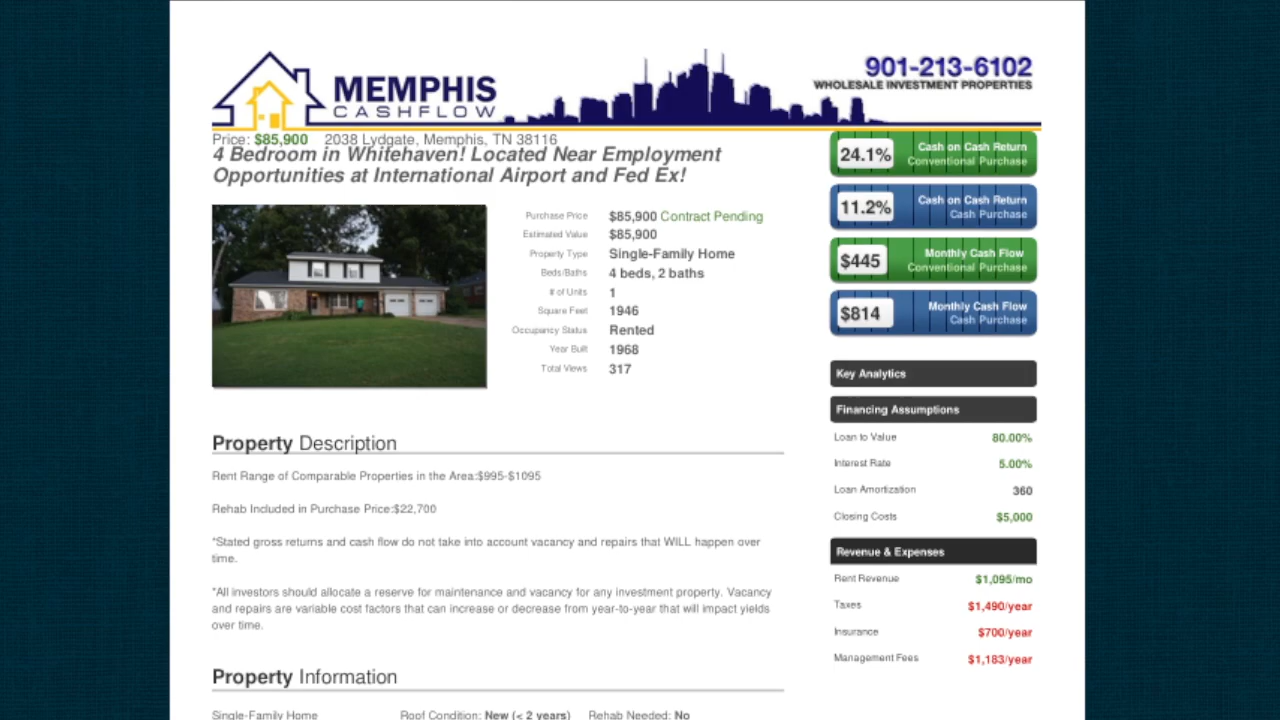 MEMPHIS
CASHFLOW
901-213-6102
WHOLESALE INVESTMENT PROPERTIES
Price: $85,900 2038 Lydgate, Memphis, TN 38116
4 Bedroom in Whitehaven! Located Near Employment
Opportunities at International Airport and Fed Ex!
Purchase Price $85,900 Contract Pending
Estimated Value $85,900
Property Type Single-Family Home
Beds/Baths 4 beds, 2 baths
# of Units 1
Square Feet 1946
Occupancy Status Rented
Year Built 1968
Total Views 317
Property Description
Rent Range of Comparable Properties in the Area:$995-$1095
Rehab Included in Purchase Price:$22,700
*Stated gross returns and cash flow do not take into account vacancy and repairs that WILL happen over
time.
*All investors should allocate a reserve for maintenance and vacancy for any investment property. Vacancy
and repairs are variable cost factors that can increase or decrease from year-to-year that will impact yields
over time.
Property Information
Single-Family Home Roof Condition: New (< 2 years) Rehab Needed: No
24.1% Cash on Cash Return
Conventional Purchase
11.2% Cash on Cash Return
Cash Purchase
$445 Monthly Cash Flow
Conventional Purchase
$814 Monthly Cash Flow
Cash Purchase
Key Analytics
Financing Assumptions
Loan to Value 80.00%
Interest Rate 5.00%
Loan Amortization 360
Closing Costs $5,000
Revenue & Expenses
Rent Revenue $1,095/mo
Taxes $1,490/year
Insurance $700/year
Management Fees $1,183/year